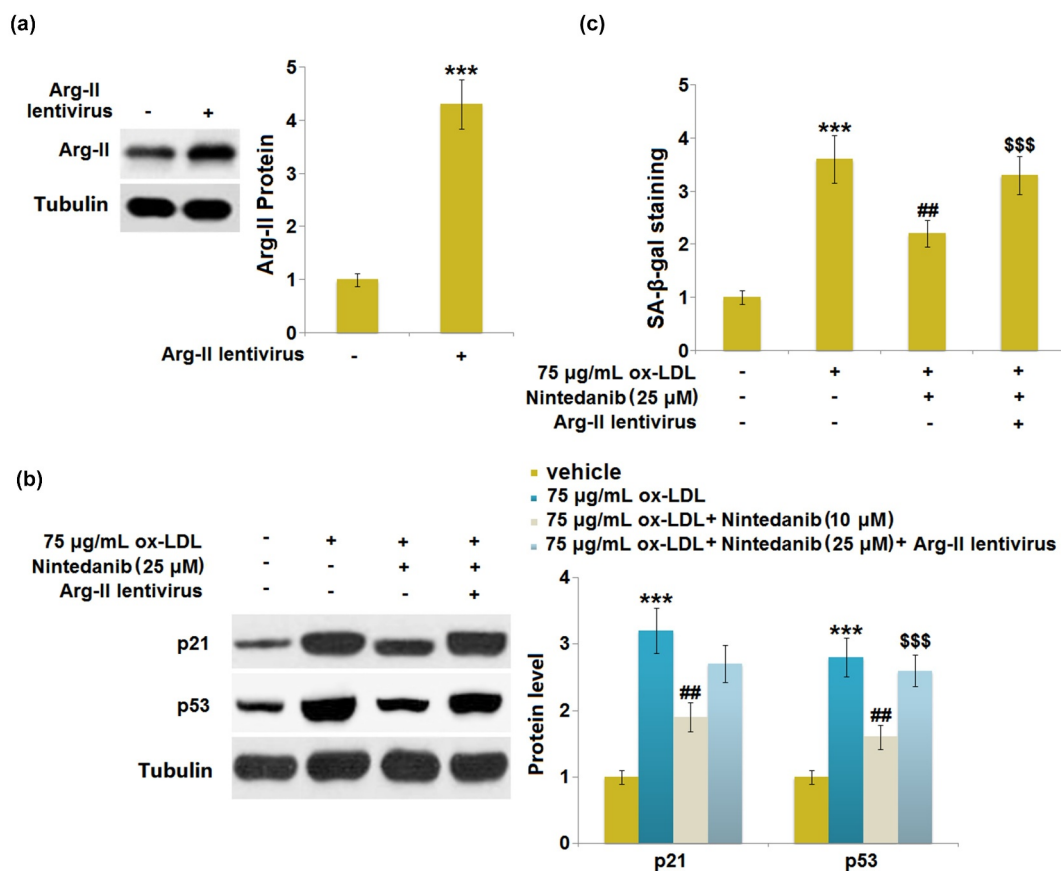 (a)
Arg-II
lentivirus
- +
Arg-II
Tubulin
Arg-II Protein
5
4
3
2
1
0
***
Arg-II lentivirus - +
(c)
SA-β-gal staining
5
4
3
2
1
0
***
##
$$$
75 μg/mL ox-LDL - + + +
Nintedanib (25 μM) - - + +
Arg-II lentivirus - - - +
(b)
75 μg/mL ox-LDL - + + +
Nintedanib (25 μM) - - + +
Arg-II lentivirus - - - +
p21
p53
Tubulin
vehicle
75 μg/mL ox-LDL
75 μg/mL ox-LDL+ Nintedanib (10 μM)
75 μg/mL ox-LDL+ Nintedanib (25 μM) + Arg-II lentivirus
Protein level
4
3
2
1
0
***
##
***
##
$$$
p21 p53